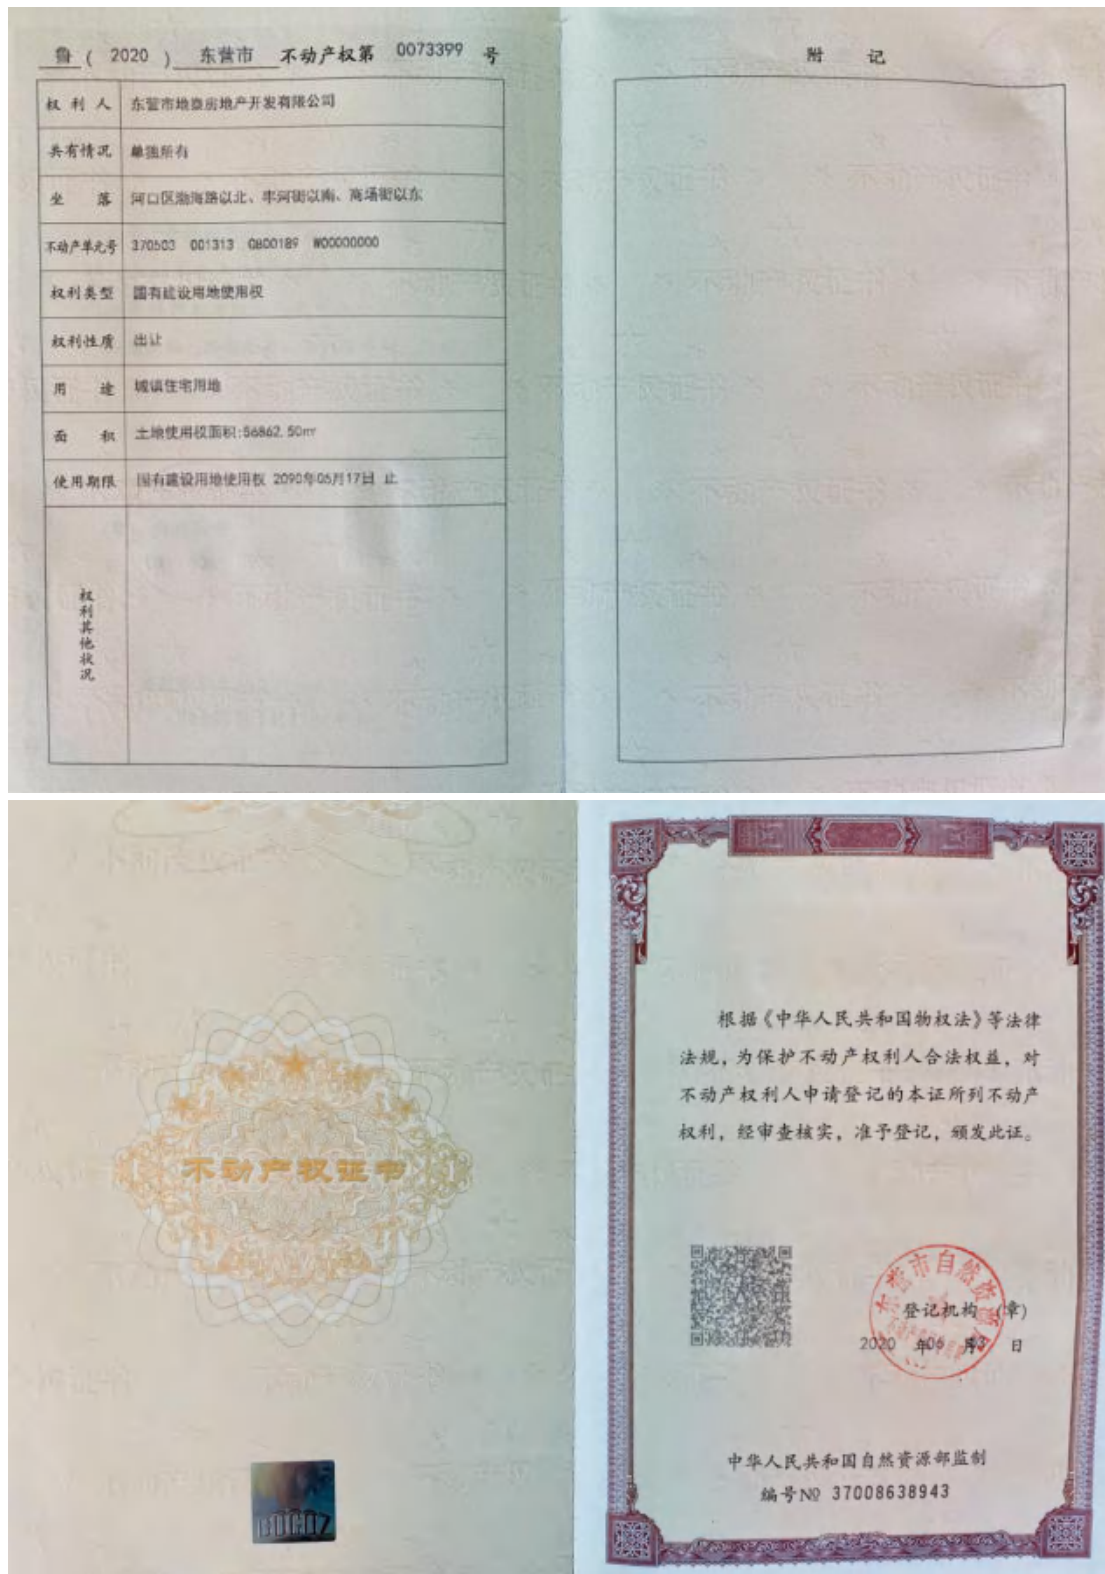 鲁 ( 2020 ) 东营市 不动产权第 0073399 号
权利人 东营市地 房地产开发有限公司
共有情况 单独所有
坐落 河口区渤海路以北、 河街以南、商场街以东
不动产单元号 370503 001313 GB00189 W00000000
权利类型 国有建设用地使用权
权利性质 出让
用途 城镇住宅用地
面积 土地使用权面积:56862.50㎡
使用期限 国有建设用地使用权 2090年06月17日 止
权利其他状况
附记
不动产权证书
根据《中华人民共和国物权法》等法律
法规，为保护不动产权利人合法权益，对
不动产权利人申请登记的本证所列不动产
权利，经审查核实，准予登记，颁发此证。
东营市自然资源
登记机构 (章)
2020 年 06 月 日
中华人民共和国自然资源部监制
编号№ 37008638943